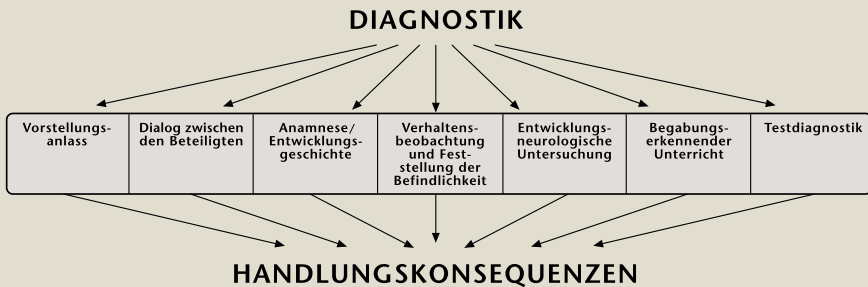 DIAGNOSTIK
Vorstellungs-
anlass
Dialog zwischen
den Beteiligten
Anamnese/
Entwicklungs-
geschichte
Verhaltens-
beobachtung
und Fest-
stellung der
Befindlichkeit
Entwicklungs-
neurologische
Untersuchung
Begabungs-
erkennender
Unterricht
Testdiagnostik
HANDLUNGSKONSEQUENZEN